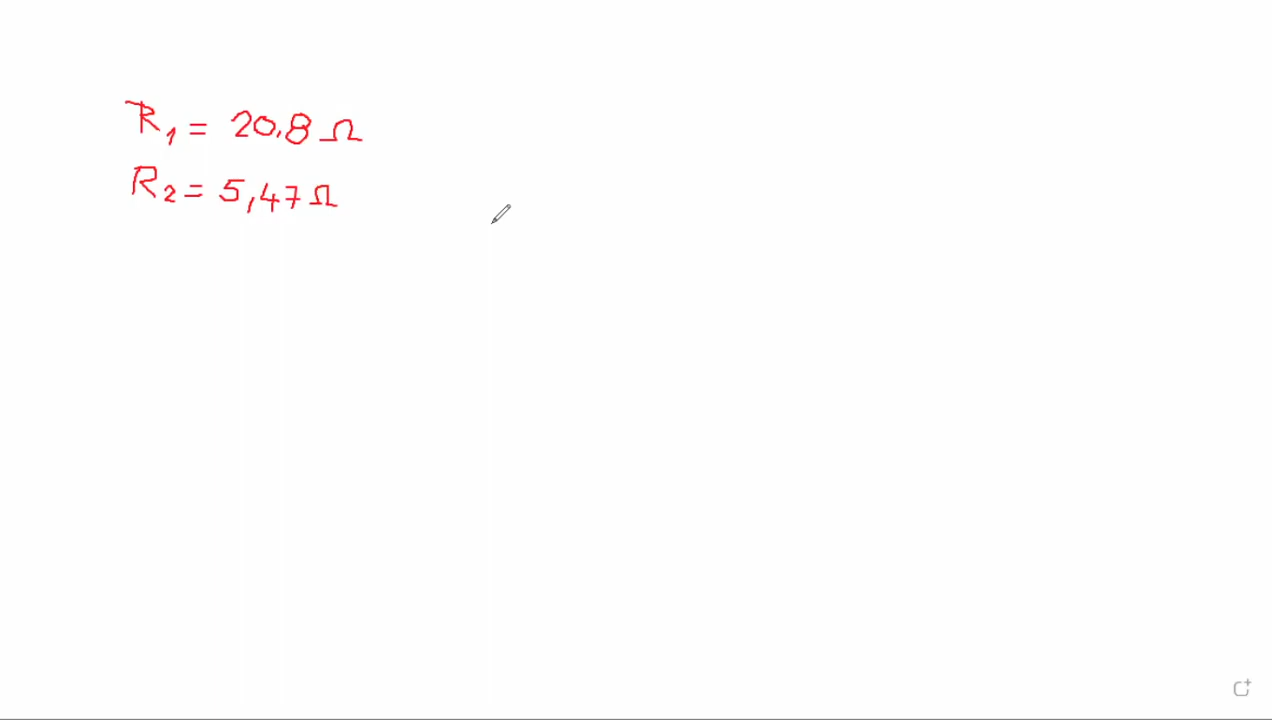 R₁ = 20,8 Ω
R₂ = 5,47 Ω